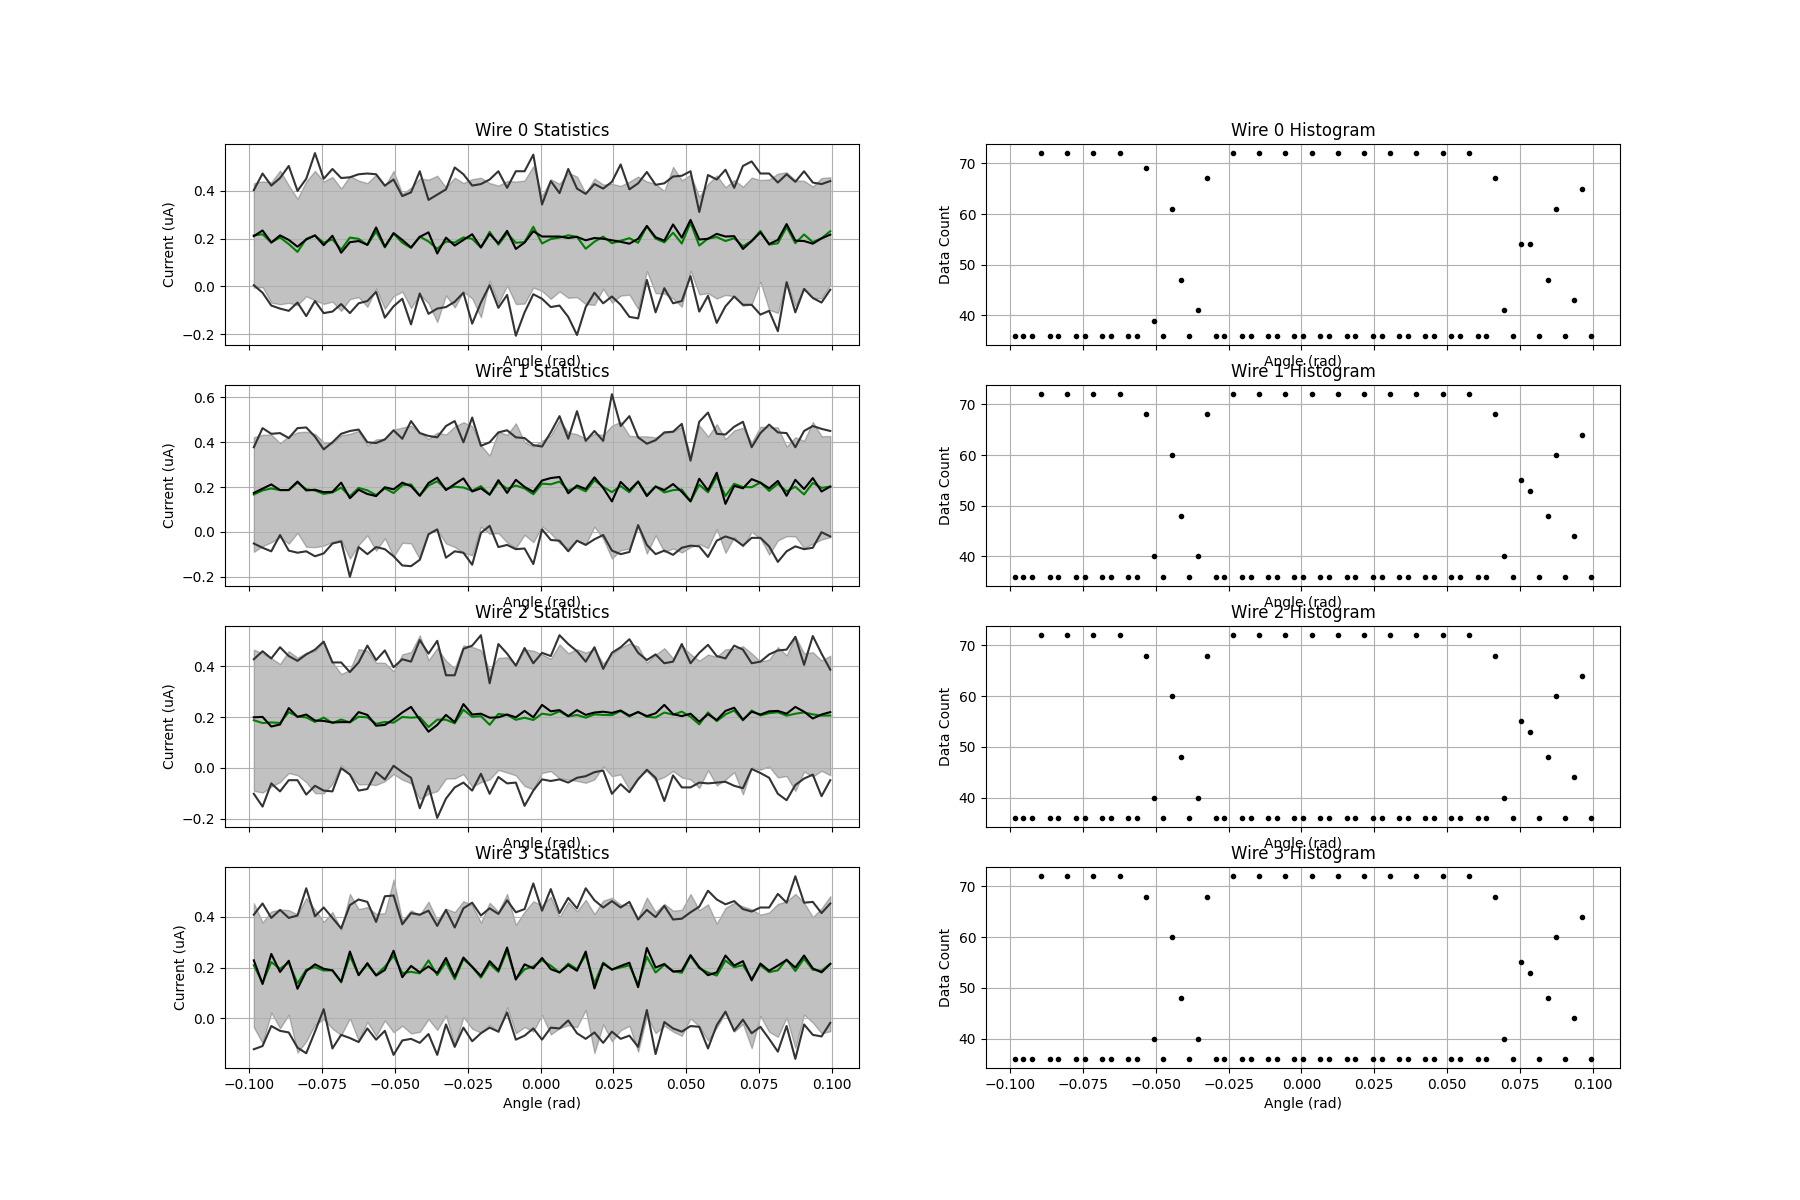 Wire 0 Statistics
Wire 0 Histogram
Current (uA)
0.4
0.2
0.0
−0.2
Angle (rad)
Data Count
70
60
50
40
Angle (rad)
Wire 1 Statistics
Wire 1 Histogram
Current (uA)
0.6
0.4
0.2
0.0
−0.2
Angle (rad)
Data Count
70
60
50
40
Angle (rad)
Wire 2 Statistics
Wire 2 Histogram
Current (uA)
0.4
0.2
0.0
−0.2
Angle (rad)
Data Count
70
60
50
40
Angle (rad)
Wire 3 Statistics
Wire 3 Histogram
Current (uA)
0.4
0.2
0.0
−0.100 −0.075 −0.050 −0.025 0.000 0.025 0.050 0.075 0.100
Angle (rad)
Data Count
70
60
50
40
−0.100 −0.075 −0.050 −0.025 0.000 0.025 0.050 0.075 0.100
Angle (rad)